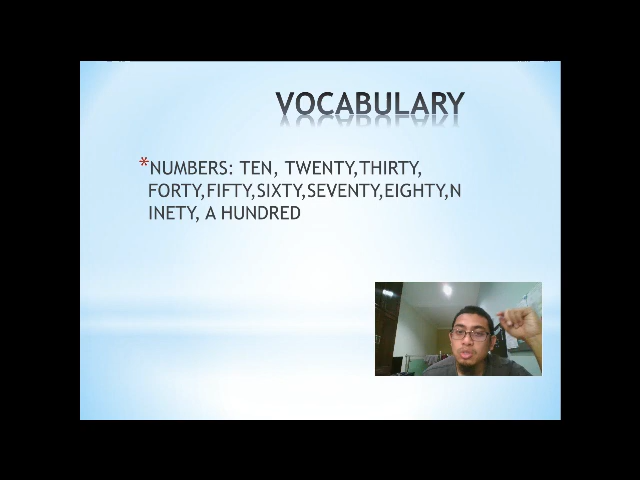 VOCABULARY
*NUMBERS: TEN, TWENTY,THIRTY,
FORTY,FIFTY,SIXTY,SEVENTY,EIGHTY,N
INETY, A HUNDRED